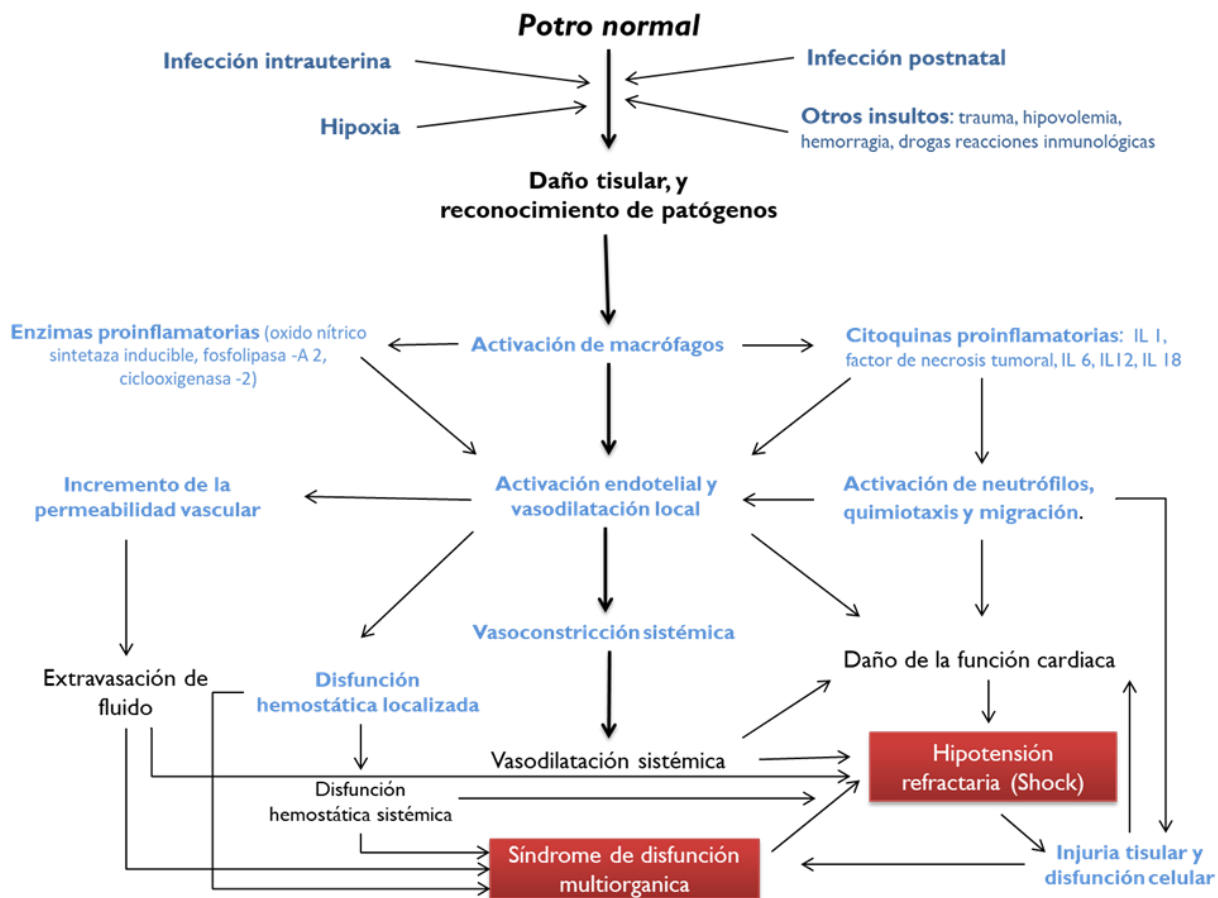 Potro normal
Infección intrauterina
Infección postnatal
Hipoxia
Otros insultos: trauma, hipovolemia,
hemorragia, drogas reacciones inmunológicas
Daño tisular, y
reconocimiento de patógenos
Enzimas proinflamatorias (oxido nítrico
sintetaza inducible, fosfolipasa -A 2,
ciclooxigenasa -2)
Activación de macrófagos
Citoquinas proinflamatorias: IL 1,
factor de necrosis tumoral, IL 6, IL12, IL 18
Incremento de la
permeabilidad vascular
Activación endotelial y
vasodilatación local
Activación de neutrófilos,
quimiotaxis y migración.
Vasoconstricción sistémica
Extravasación de
fluido
Disfunción
hemostática localizada
Daño de la función cardiaca
Vasodilatación sistémica
Hipotensión
refractaria (Shock)
Disfunción
hemostática sistémica
Síndrome de disfunción
multiorganica
Injuria tisular y
disfunción celular